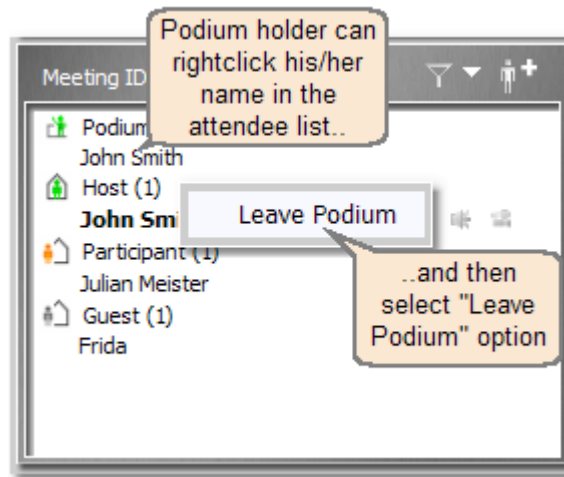 Podium holder can
rightclick his/her
name in the
attendee list..
Meeting ID
Podium
John Smith
Host (1)
John Smi
Leave Podium
Participant (1)
Julian Meister
..and then
select "Leave
Podium" option
Guest (1)
Frida